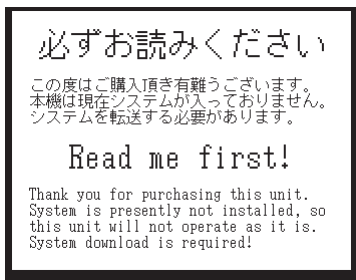 必ずお読みください
この度はご購入頂き有難うございます。
本機は現在システムが入っておりません。
システムを転送する必要があります。
Read me first!
Thank you for purchasing this unit.
System is presently not installed, so
this unit will not operate as it is.
System download is required!